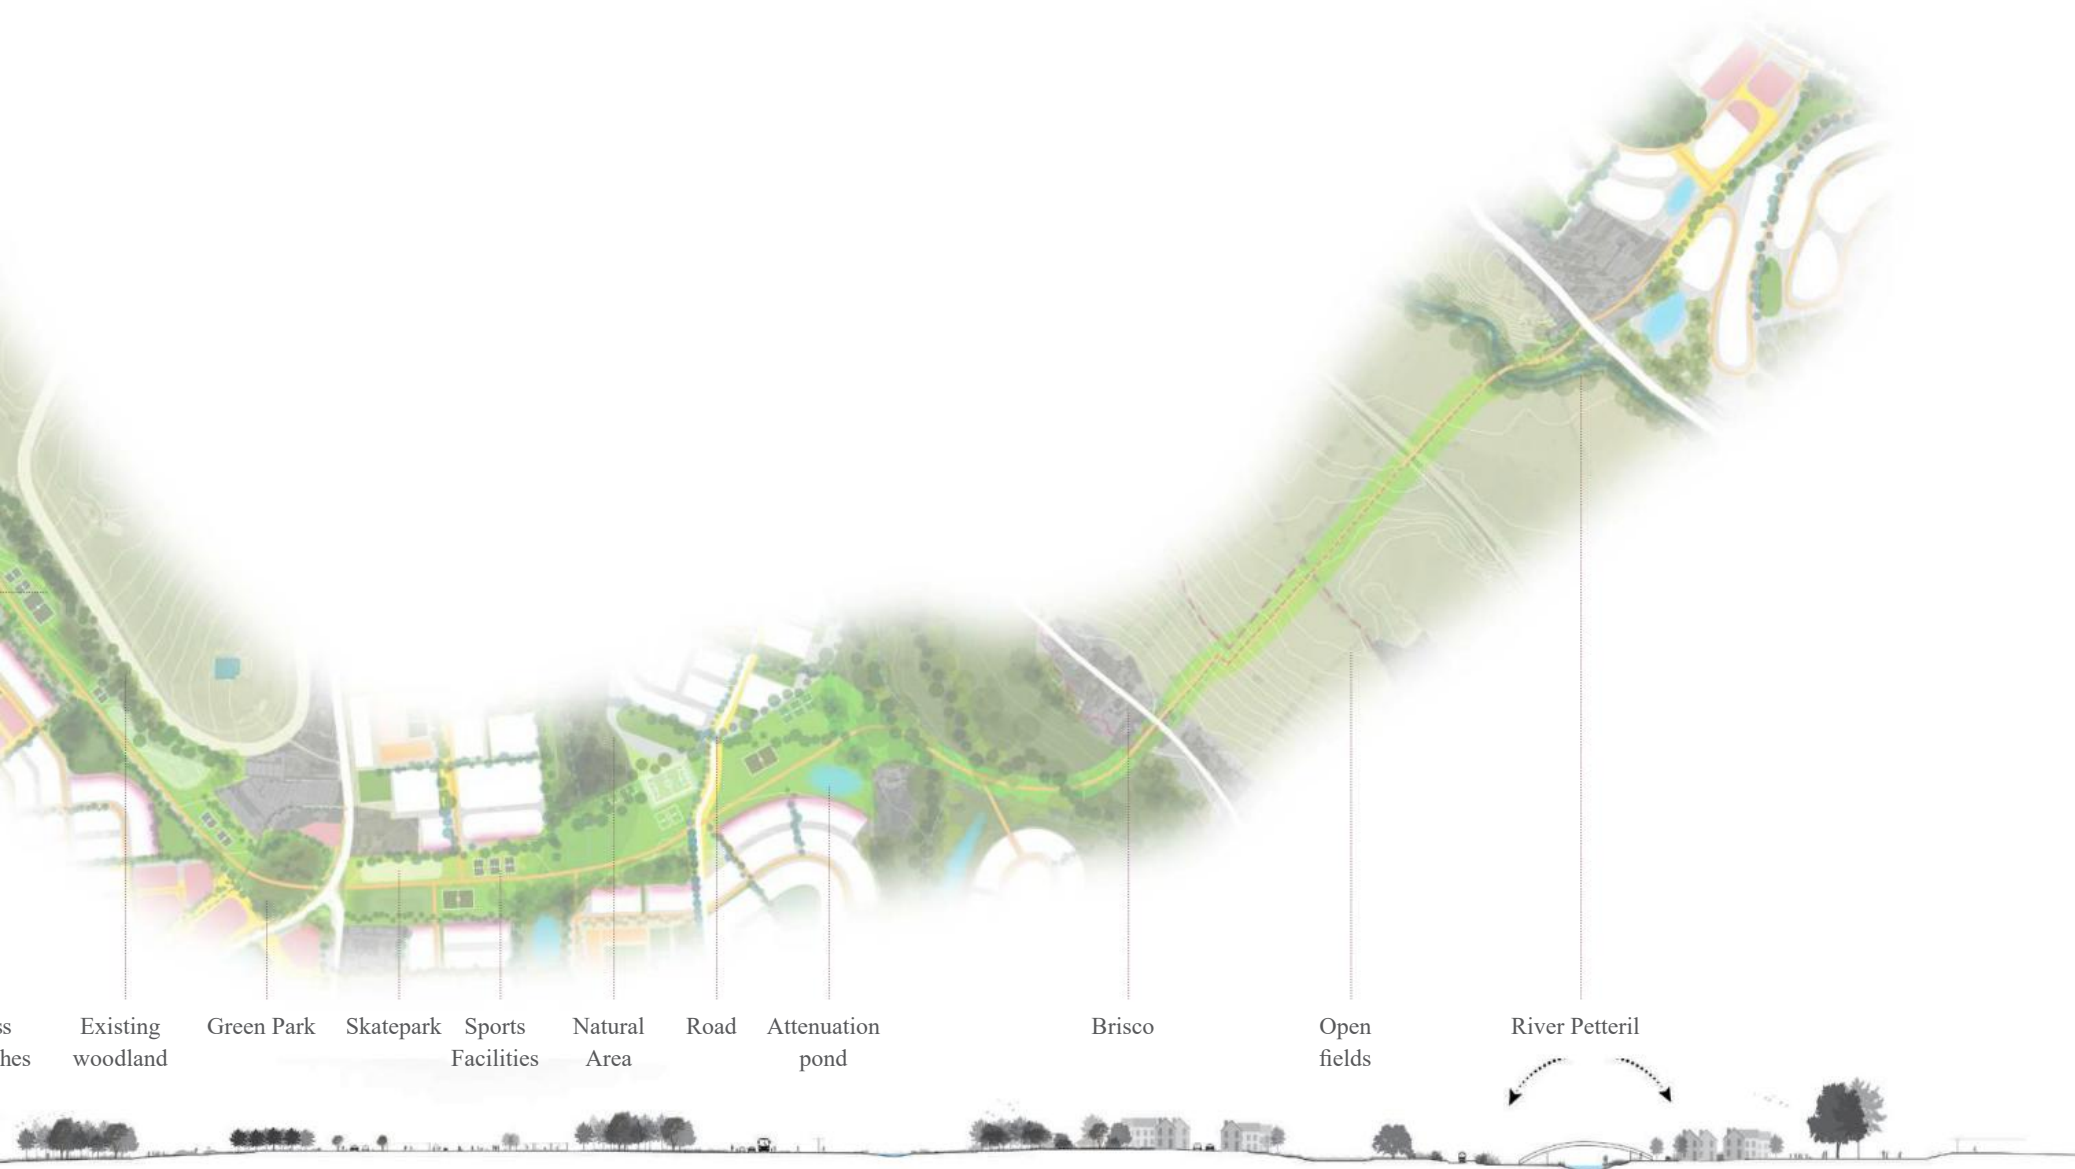 Existing
woodland
Green Park
Skatepark
Sports
Facilities
Natural
Area
Road
Attenuation
pond
Brisco
Open
fields
River Petteril